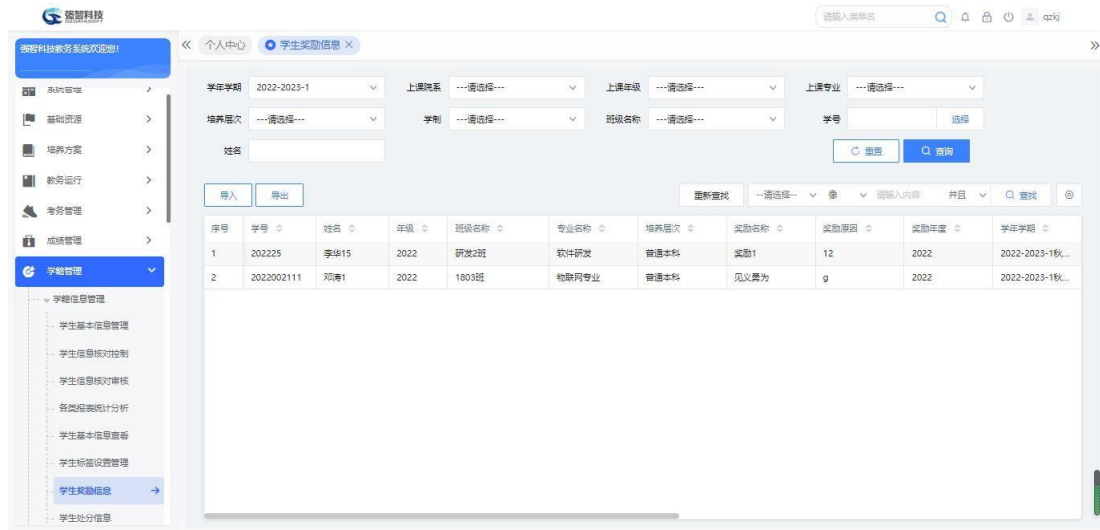 强智科技
QIZHIDATASOFT
请输入菜单名
qzkj
强智科技教务系统欢迎您!
个人中心
学生奖励信息
系统管理
基础资源
培养方案
教务运行
考务管理
成绩管理
学籍管理
学籍信息管理
学生基本信息管理
学生信息核对控制
学生信息核对审核
各类报表统计分析
学生基本信息查看
学生标签设置管理
学生奖励信息
学生处分信息
学年学期 2022-2023-1 上课院系 ---请选择--- 上课年级 ---请选择--- 上课专业 ---请选择---
培养层次 ---请选择--- 学制 ---请选择--- 班级名称 ---请选择--- 学号 选择
姓名 重置 查询
导入 导出 重新查找 --请选择-- 像 请输入内容 并且 查找
序号 学号 姓名 年级 班级名称 专业名称 培养层次 奖励名称 奖励原因 奖励年度 学年学期
1 202225 李华15 2022 研发2班 软件研发 普通本科 奖励1 12 2022 2022-2023-1秋...
2 2022002111 邓涛1 2022 1803班 物联网专业 普通本科 见义勇为 g 2022 2022-2023-1秋...